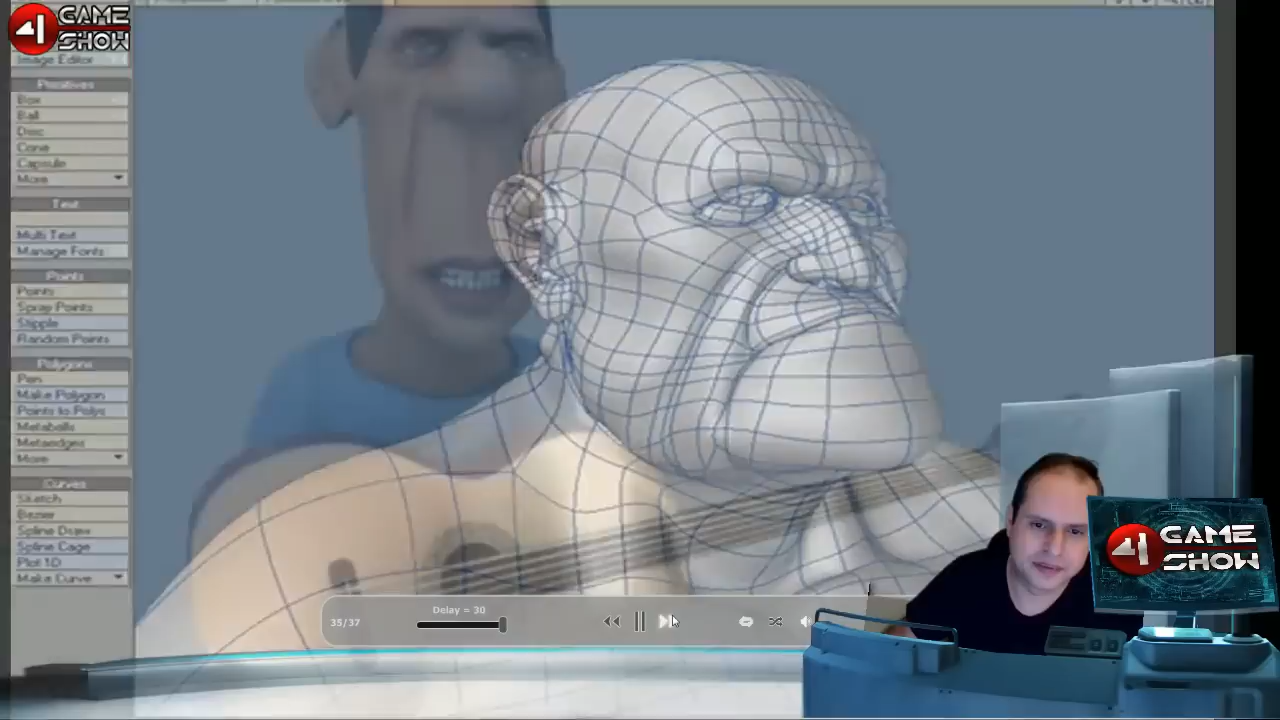 41 GAME SHOW
Image Editor
Primitives
Box
Ball
Disc
Cone
Capsule
More
Text
Multi Text
Manage Fonts
Points
Points
Spray Points
Stipple
Random Points
Polygons
Pen
Make Polygon
Points to Polys
Metaballs
Metaedges
More
Curves
Sketch
Bezier
Spline Draw
Spline Cage
Plot 1D
Make Curve
35/37
Delay = 30
41 GAME SHOW